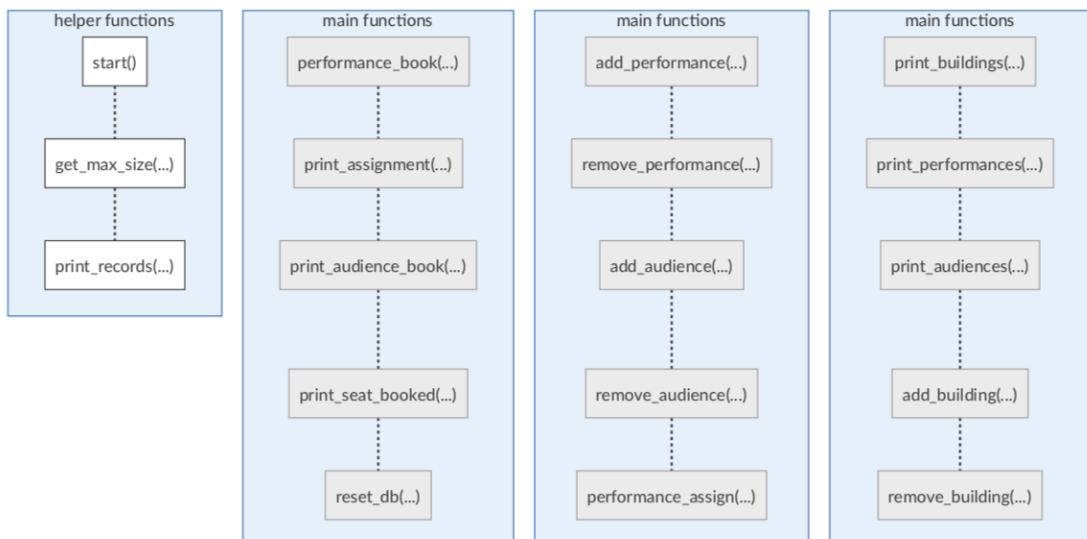 helper functions
start()
get_max_size(...)
print_records(...)
main functions
performance_book(...)
print_assignment(...)
print_audience_book(...)
print_seat_booked(...)
reset_db(...)
main functions
add_performance(...)
remove_performance(...)
add_audience(...)
remove_audience(...)
performance_assign(...)
main functions
print_buildings(...)
print_performances(...)
print_audiences(...)
add_building(...)
remove_building(...)